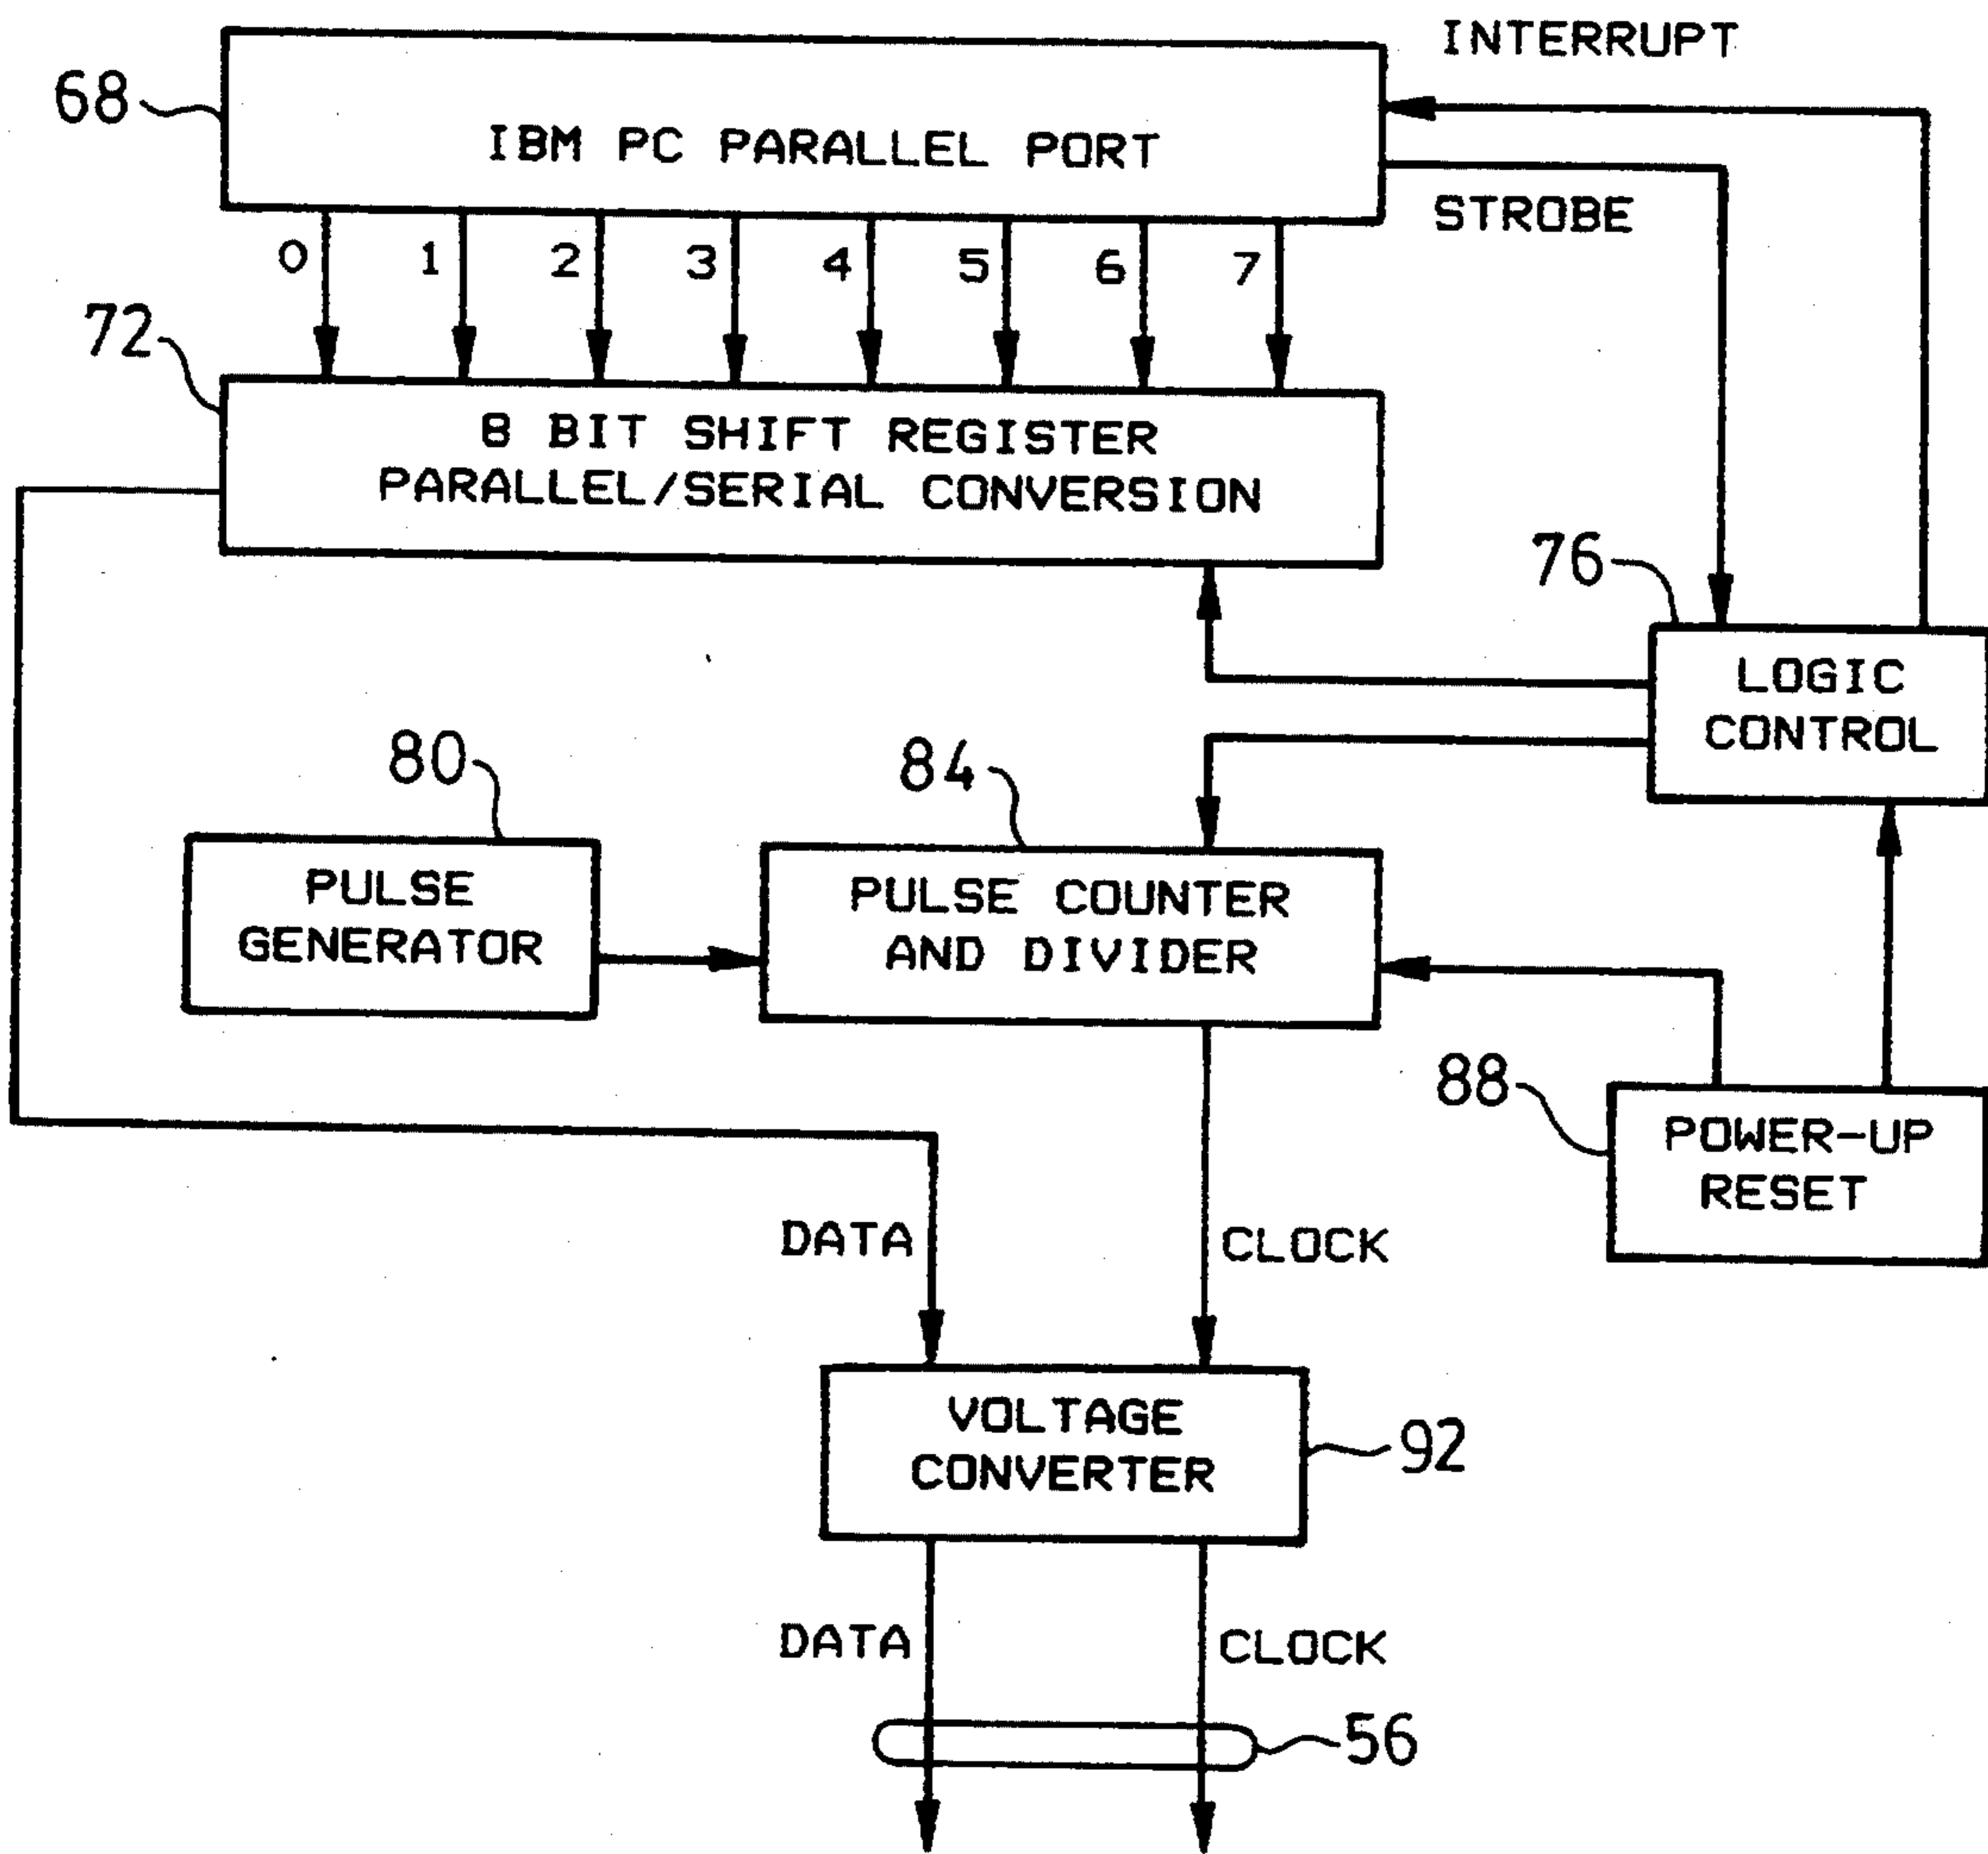 INTERRUPT
68
IBM PC PARALLEL PORT
STROBE
0 1 2 3 4 5 6 7
72
8 BIT SHIFT REGISTER
PARALLEL/SERIAL CONVERSION
76
LOGIC
CONTROL
80
84
PULSE
GENERATOR
PULSE COUNTER
AND DIVIDER
88
POWER-UP
RESET
DATA
CLOCK
VOLTAGE
CONVERTER
92
DATA
CLOCK
56